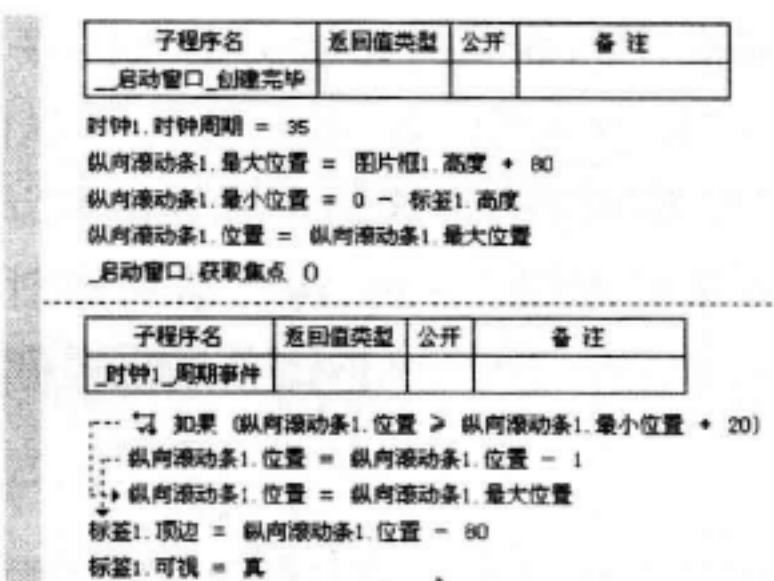 子程序名 返回值类型 公开 备 注
__启动窗口_创建完毕
时钟1.时钟周期 = 35
纵向滚动条1.最大位置 = 图片框1.高度 + 80
纵向滚动条1.最小位置 = 0 - 标签1.高度
纵向滚动条1.位置 = 纵向滚动条1.最大位置
_启动窗口.获取焦点 ()
子程序名 返回值类型 公开 备 注
_时钟1_周期事件
如果 (纵向滚动条1.位置 ≥ 纵向滚动条1.最小位置 + 20)
纵向滚动条1.位置 = 纵向滚动条1.位置 - 1
纵向滚动条1.位置 = 纵向滚动条1.最大位置
标签1.顶边 = 纵向滚动条1.位置 - 80
标签1.可视 = 真